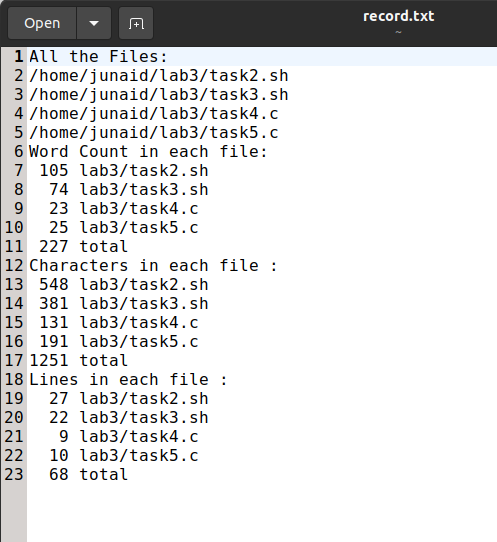 Open
record.txt
~
1 All the Files:
2 /home/junaid/lab3/task2.sh
3 /home/junaid/lab3/task3.sh
4 /home/junaid/lab3/task4.c
5 /home/junaid/lab3/task5.c
6 Word Count in each file:
7  105 lab3/task2.sh
8   74 lab3/task3.sh
9   23 lab3/task4.c
10   25 lab3/task5.c
11  227 total
12 Characters in each file :
13  548 lab3/task2.sh
14  381 lab3/task3.sh
15  131 lab3/task4.c
16  191 lab3/task5.c
17 1251 total
18 Lines in each file :
19   27 lab3/task2.sh
20   22 lab3/task3.sh
21    9 lab3/task4.c
22   10 lab3/task5.c
23   68 total